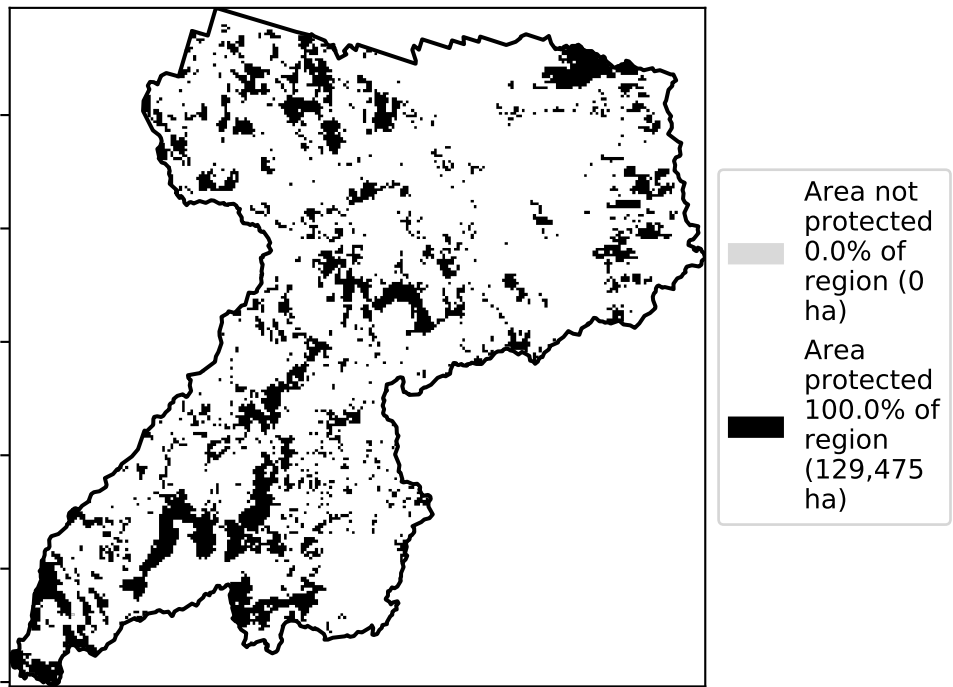 Area not
protected
0.0% of
region (0
ha)
Area
protected
100.0% of
region
(129,475
ha)